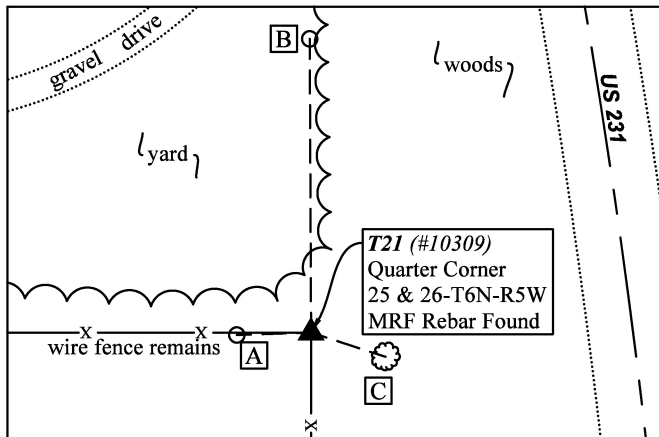 gravel drive
B
woods
US 231
yard
T21 (#10309)
Quarter Corner
25 & 26-T6N-R5W
MRF Rebar Found
x x
wire fence remains
A
C
x